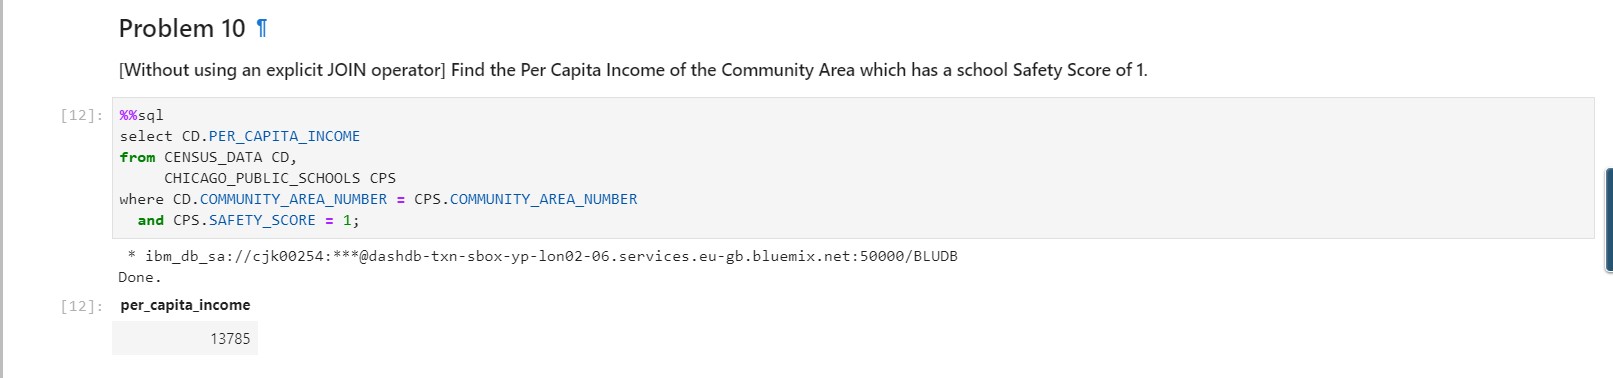 Problem 10 ¶
[Without using an explicit JOIN operator] Find the Per Capita Income of the Community Area which has a school Safety Score of 1.
[12]: %%sql
select CD.PER_CAPITA_INCOME
from CENSUS_DATA CD,
     CHICAGO_PUBLIC_SCHOOLS CPS
where CD.COMMUNITY_AREA_NUMBER = CPS.COMMUNITY_AREA_NUMBER
  and CPS.SAFETY_SCORE = 1;
* ibm_db_sa://cjk00254:***@dashdb-txn-sbox-yp-lon02-06.services.eu-gb.bluemix.net:50000/BLUDB
Done.
[12]: per_capita_income
13785